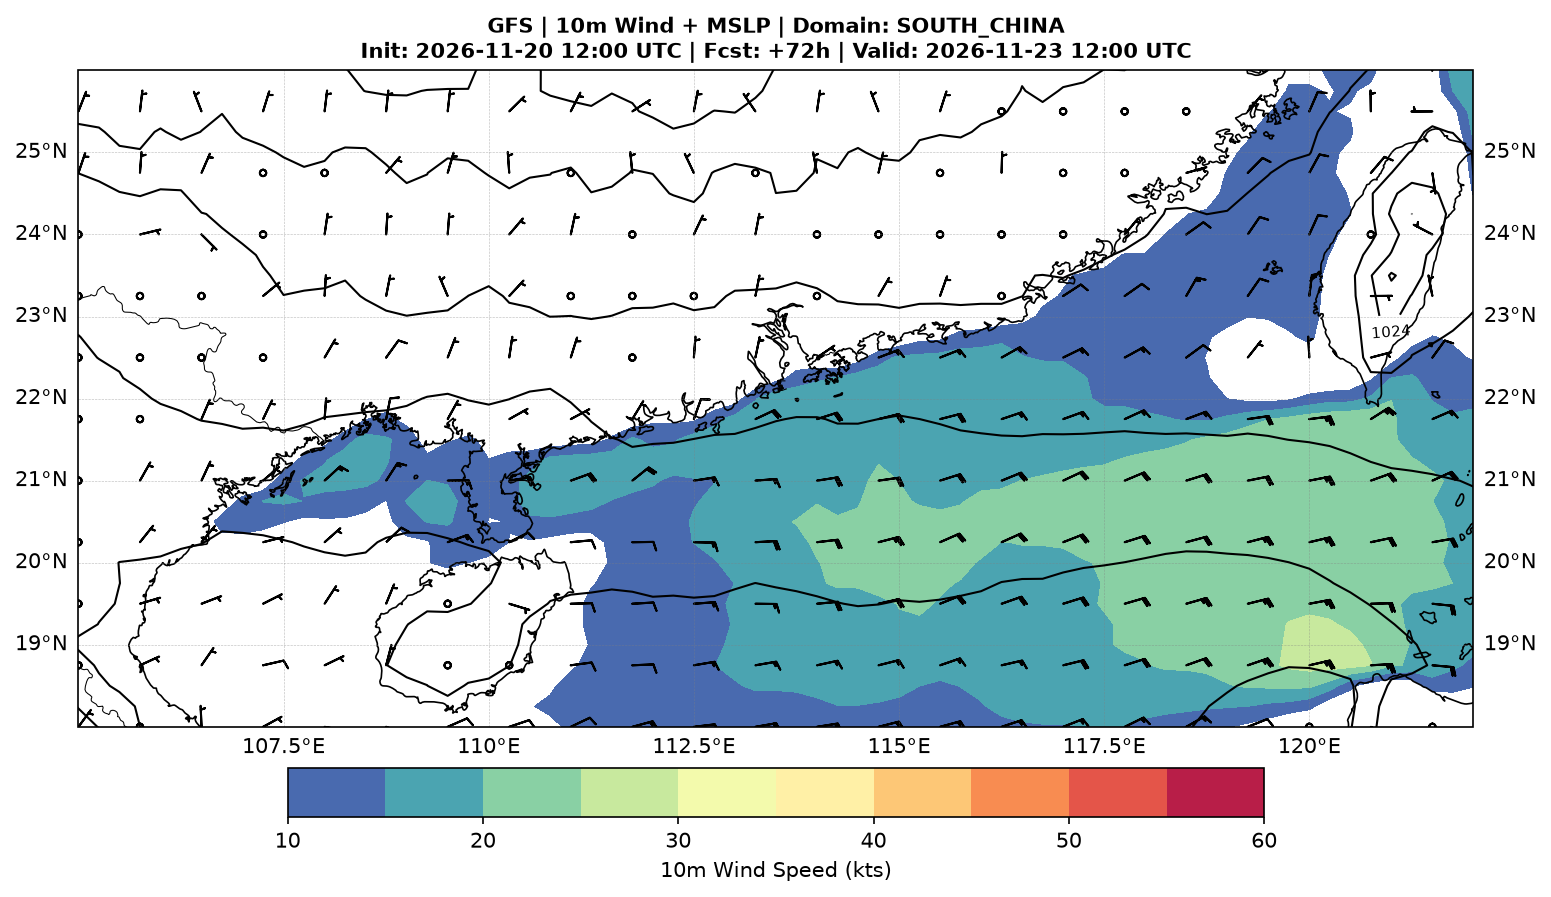 GFS | 10m Wind + MSLP | Domain: SOUTH_CHINA
Init: 2026-11-20 12:00 UTC | Fcst: +72h | Valid: 2026-11-23 12:00 UTC
25°N
24°N
23°N
22°N
21°N
20°N
19°N
25°N
24°N
23°N
22°N
21°N
20°N
19°N
1024
107.5°E 110°E 112.5°E 115°E 117.5°E 120°E
10 20 30 40 50 60
10m Wind Speed (kts)